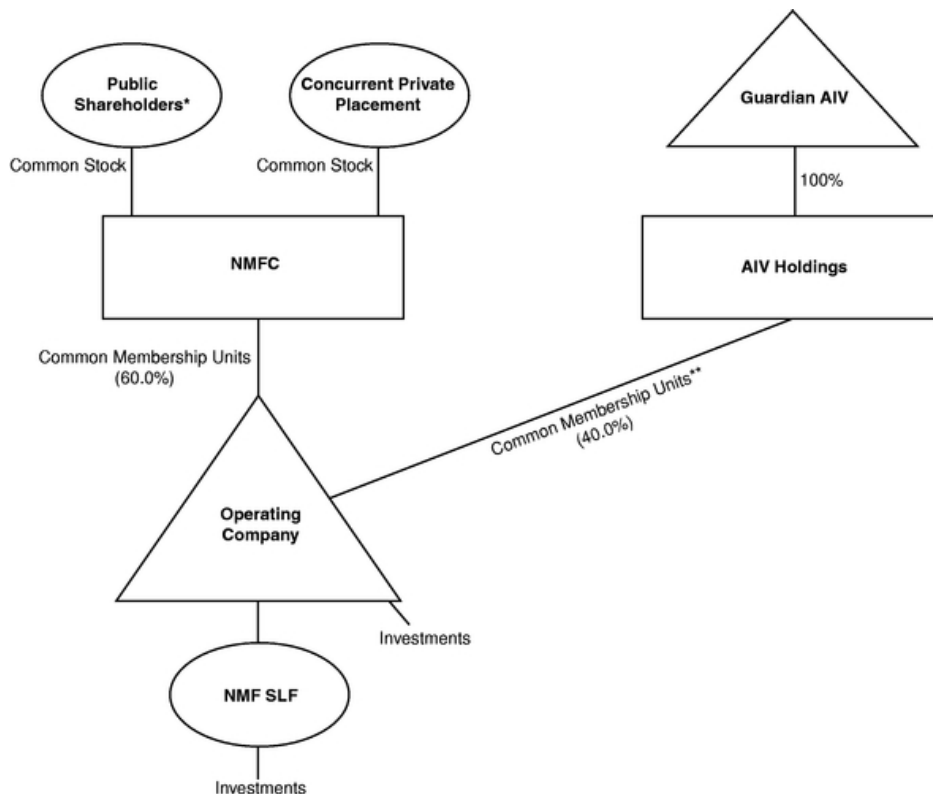 Public
Shareholders*
Concurrent Private
Placement
Guardian AIV
Common Stock
Common Stock
100%
NMFC
AIV Holdings
Common Membership Units
(60.0%)
Common Membership Units**
(40.0%)
Operating
Company
Investments
NMF SLF
Investments